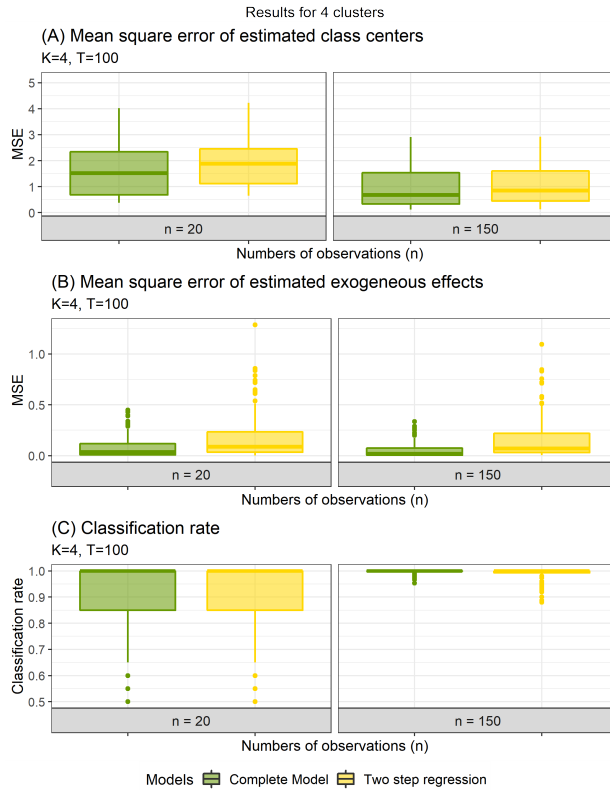 Results for 4 clusters
(A) Mean square error of estimated class centers
K=4, T=100
MSE
5
4
3
2
1
0
n = 20
n = 150
Numbers of observations (n)
(B) Mean square error of estimated exogeneous effects
K=4, T=100
MSE
1.0
0.5
0.0
n = 20
n = 150
Numbers of observations (n)
(C) Classification rate
K=4, T=100
Classification rate
1.0
0.9
0.8
0.7
0.6
0.5
n = 20
n = 150
Numbers of observations (n)
Models Complete Model Two step regression